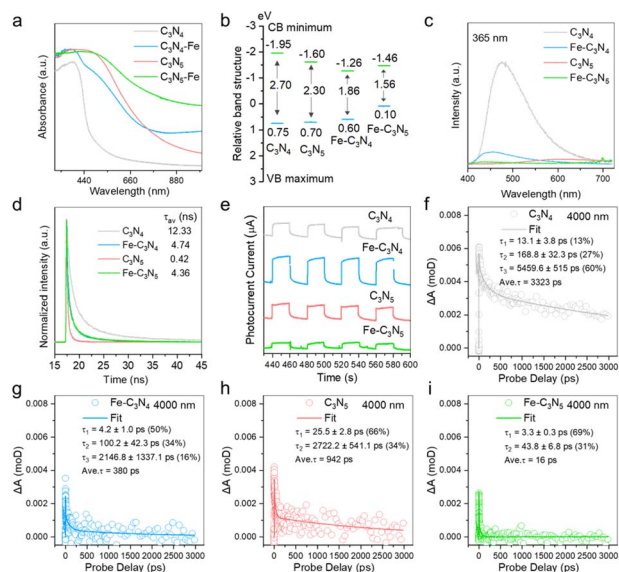 a
C₃N₄
C₃N₄-Fe
C₃N₅
C₃N₅-Fe
Absorbance (a.u.)
440 660 880
Wavelength (nm)
b
eV
CB minimum
-3
-2
-1
0
1
2
3
Relative band structure
-1.95
-1.60
-1.26
-1.46
2.70
2.30
1.86
1.56
0.75
0.70
0.60
0.10
C₃N₄
C₃N₅
Fe-C₃N₄
Fe-C₃N₅
VB maximum
c
365 nm
C₃N₄
Fe-C₃N₄
C₃N₅
Fe-C₃N₅
Intensity (a.u.)
400 500 600 700
Wavelength (nm)
d
τav (ns)
C₃N₄ 12.33
Fe-C₃N₄ 4.74
C₃N₅ 0.42
Fe-C₃N₅ 4.36
Normalized intensity (a.u.)
15 20 25 30 35 40 45
Time (ns)
e
C₃N₄
Fe-C₃N₄
C₃N₅
Fe-C₃N₅
Photocurrent Current (μA)
440 460 480 500 520 540 560 580 600
Time (s)
f
C₃N₄ 4000 nm
Fit
τ₁ = 13.1 ± 3.8 ps (13%)
τ₂ = 168.8 ± 32.3 ps (27%)
τ₃ = 5459.6 ± 515 ps (60%)
Ave.τ = 3323 ps
ΔA (moD)
0.006
0.004
0.002
0.000
0 500 1000 1500 2000 2500 3000
Probe Delay (ps)
g
Fe-C₃N₄ 4000 nm
Fit
τ₁ = 4.2 ± 1.0 ps (50%)
τ₂ = 100.2 ± 42.3 ps (34%)
τ₃ = 2146.8 ± 1337.1 ps (16%)
Ave.τ = 380 ps
ΔA (moD)
0.008
0.006
0.004
0.002
0.000
0 500 1000 1500 2000 2500 3000
Probe Delay (ps)
h
C₃N₅ 4000 nm
Fit
τ₁ = 25.5 ± 2.8 ps (66%)
τ₂ = 2722.2 ± 541.1 ps (34%)
Ave.τ = 942 ps
ΔA (moD)
0.008
0.006
0.004
0.002
0.000
0 500 1000 1500 2000 2500 3000
Probe Delay (ps)
i
Fe-C₃N₅ 4000 nm
Fit
τ₁ = 3.3 ± 0.3 ps (69%)
τ₂ = 43.8 ± 6.8 ps (31%)
Ave.τ = 16 ps
ΔA (moD)
0.008
0.006
0.004
0.002
0.000
0 500 1000 1500 2000 2500 3000
Probe Delay (ps)